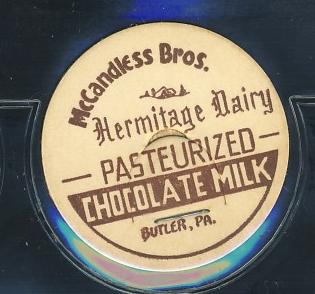 McCandless Bros.
Hermitage Dairy
— PASTEURIZED —
CHOCOLATE MILK
BUTLER, PA.